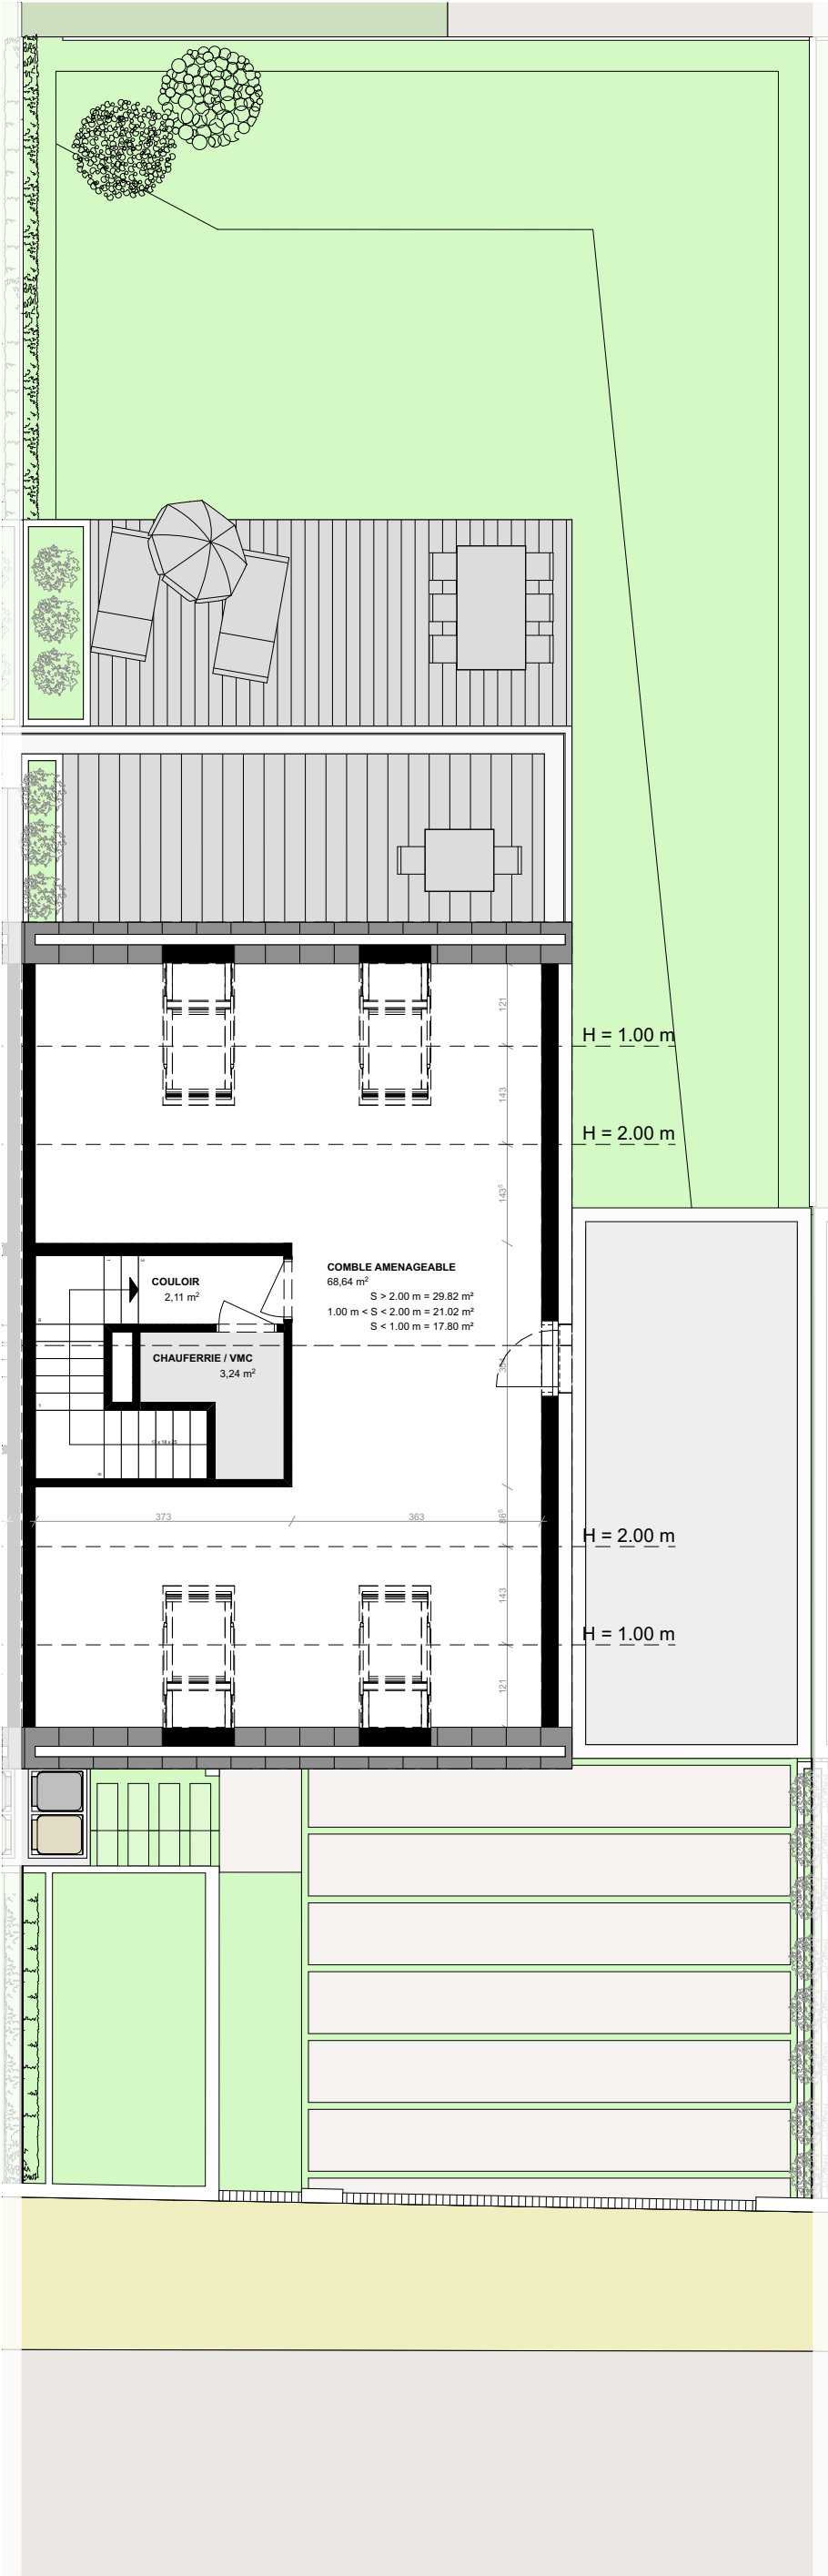 121
H = 1.00 m
143
H = 2.00 m
143⁵
COMBLE AMENAGEABLE
68,64 m²
S > 2.00 m = 29.82 m²
1.00 m < S < 2.00 m = 21.02 m²
S < 1.00 m = 17.80 m²
COULOIR
2,11 m²
CHAUFERRIE / VMC
3,24 m²
373
363
86⁵
H = 2.00 m
143
H = 1.00 m
121